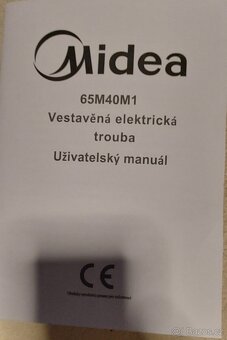 Midea
65M40M1
Vestavěná elektrická
trouba
Uživatelský manuál
CE